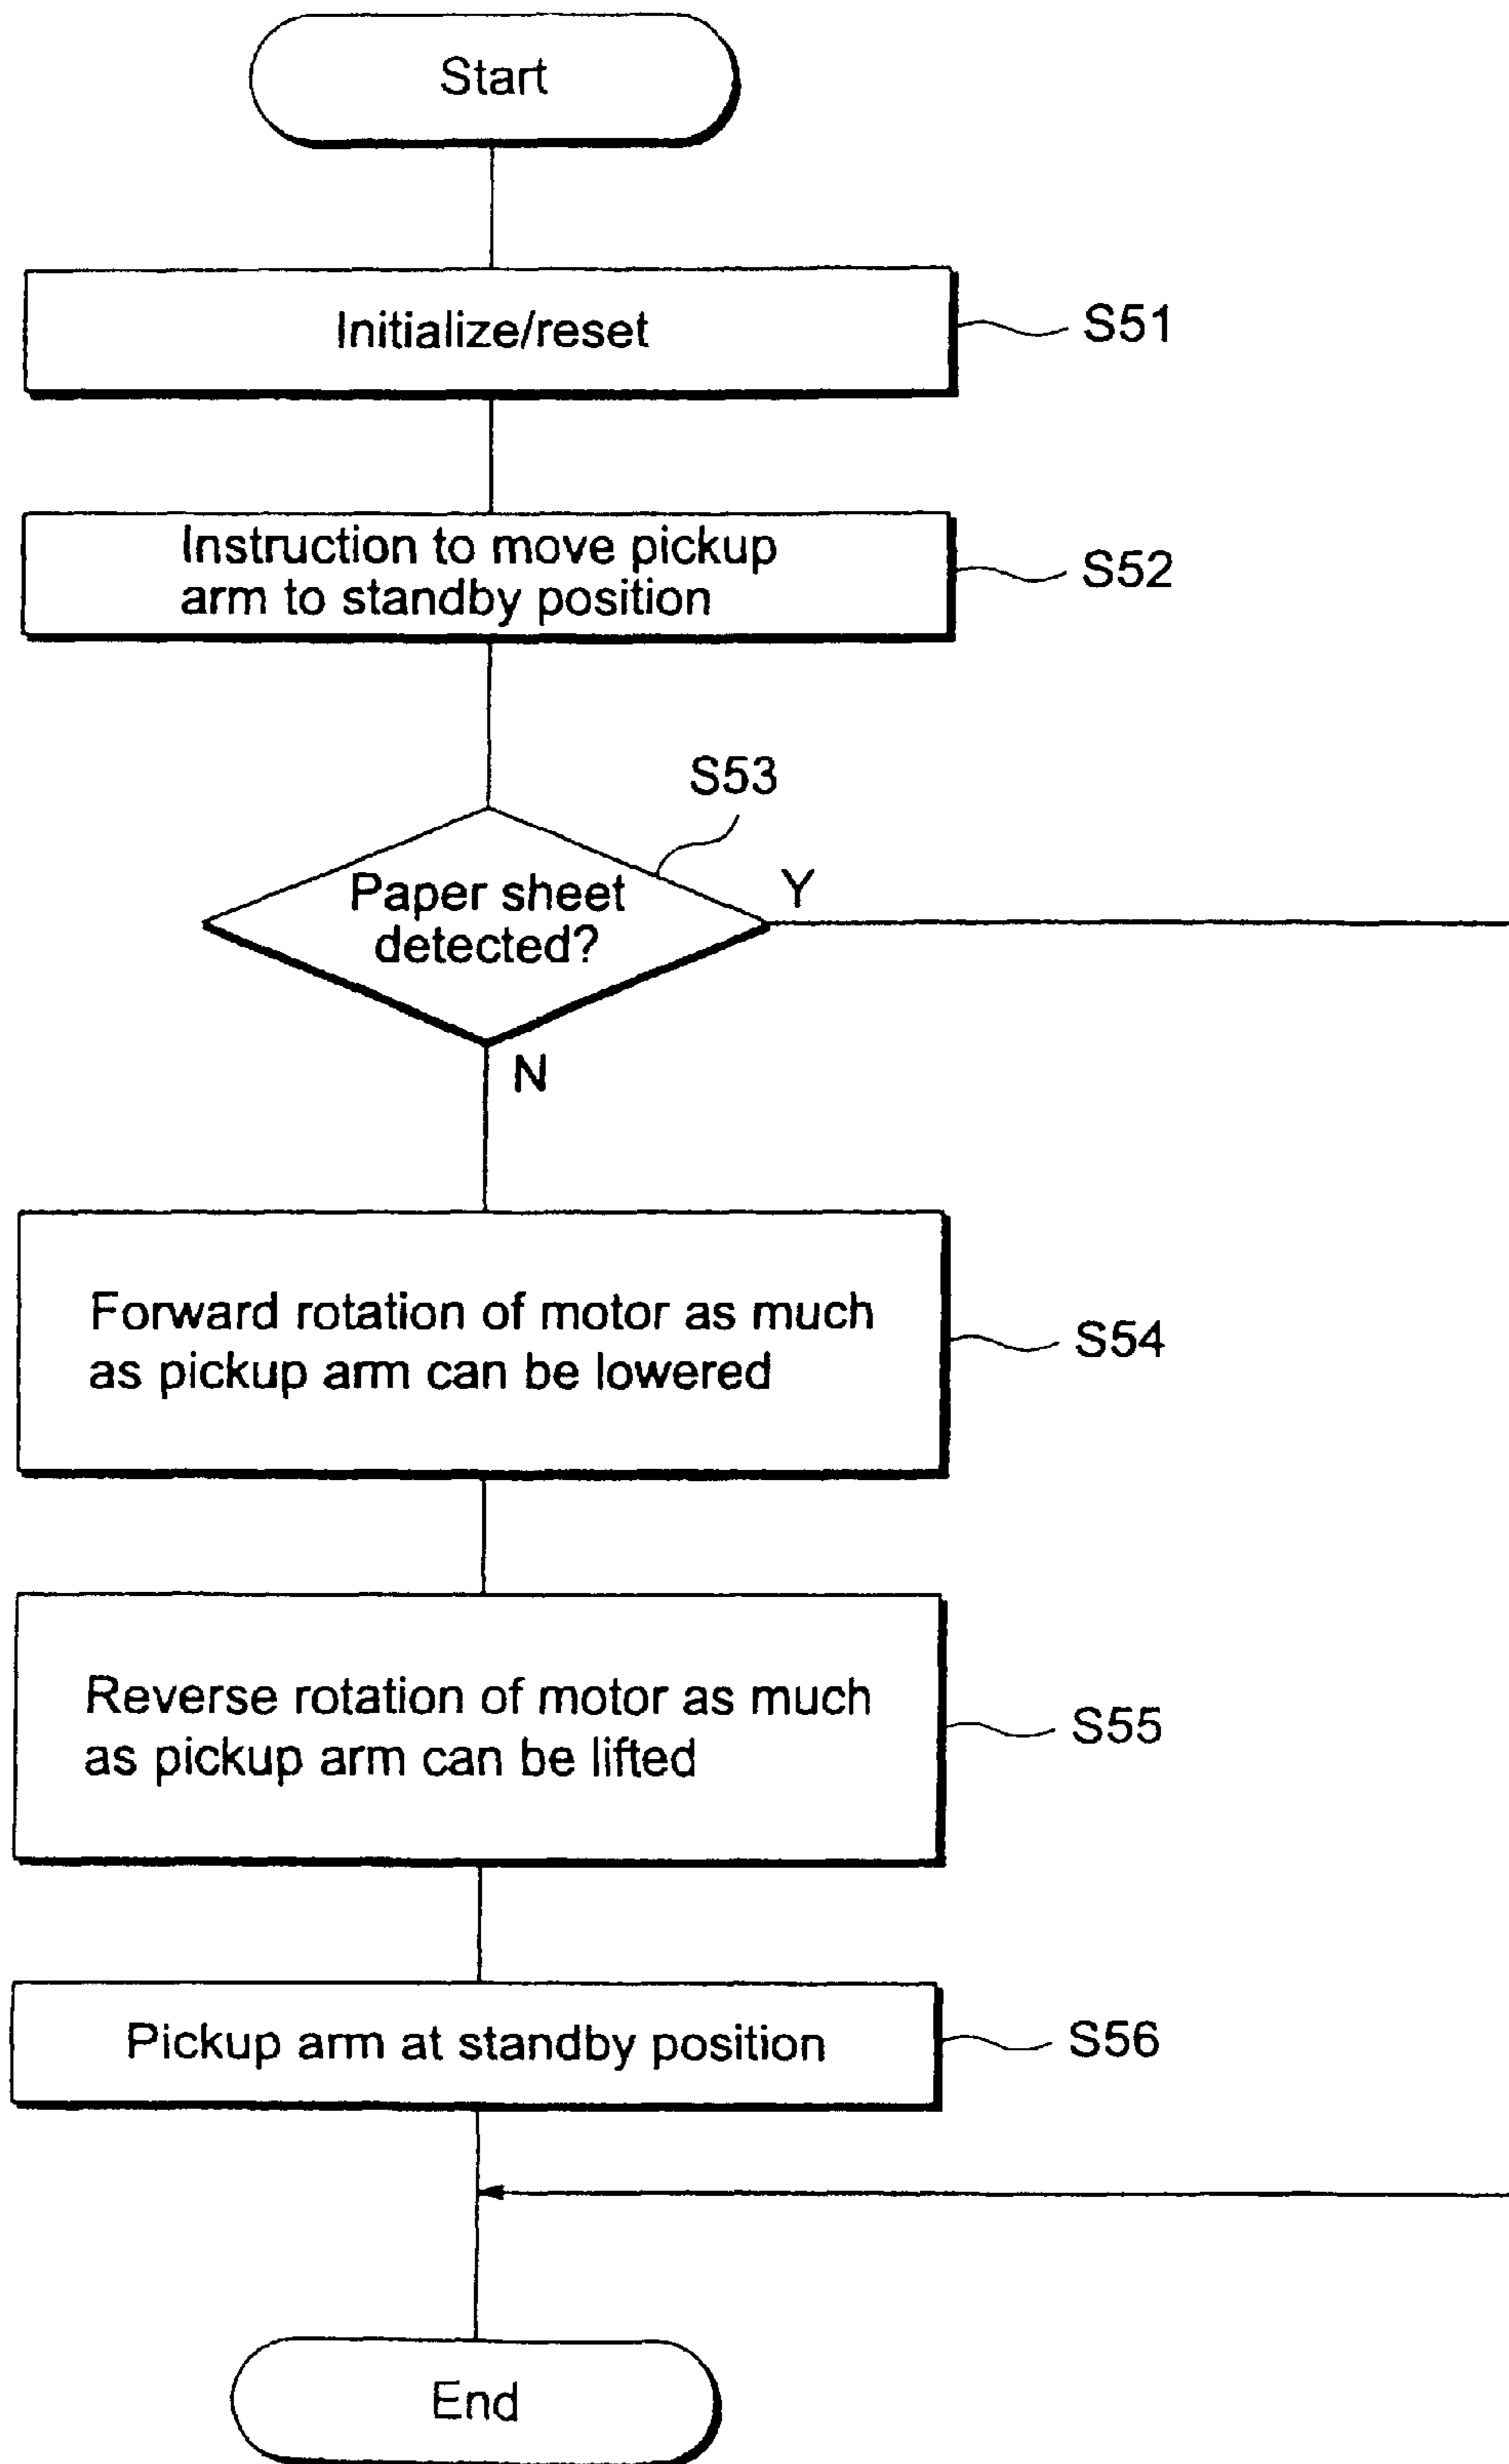 Start
Initialize/reset
S51
Instruction to move pickup
arm to standby position
S52
S53
Paper sheet
detected?
Y
N
Forward rotation of motor as much
as pickup arm can be lowered
S54
Reverse rotation of motor as much
as pickup arm can be lifted
S55
Pickup arm at standby position
S56
End